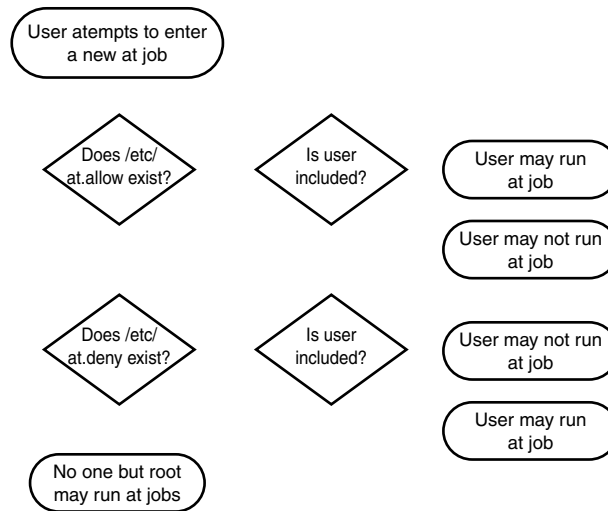 User atempts to enter
a new at job
Does /etc/
at.allow exist?
Is user
included?
User may run
at job
User may not run
at job
Does /etc/
at.deny exist?
Is user
included?
User may not run
at job
User may run
at job
No one but root
may run at jobs